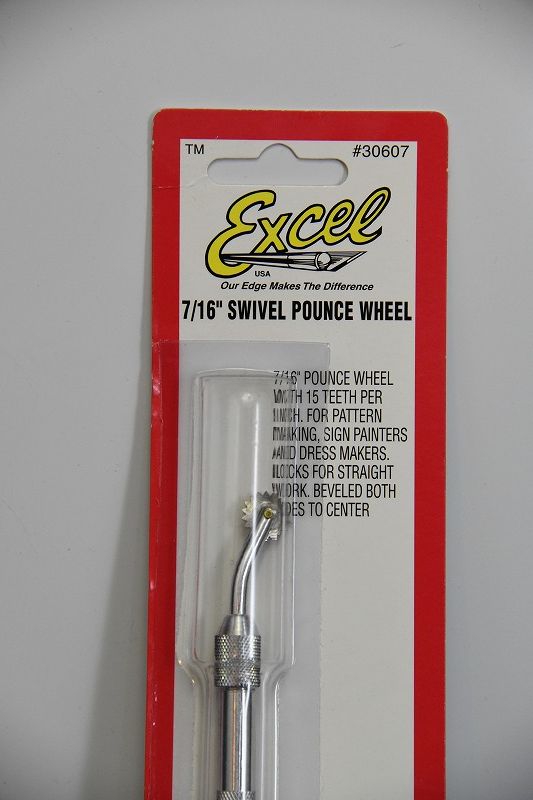 TM #30607
Excel
USA
Our Edge Makes The Difference
7/16" SWIVEL POUNCE WHEEL
7/16" POUNCE WHEEL
WITH 15 TEETH PER
INCH. FOR PATTERN
MAKING, SIGN PAINTERS
AND DRESS MAKERS.
LOCKS FOR STRAIGHT
WORK. BEVELED BOTH
SIDES TO CENTER